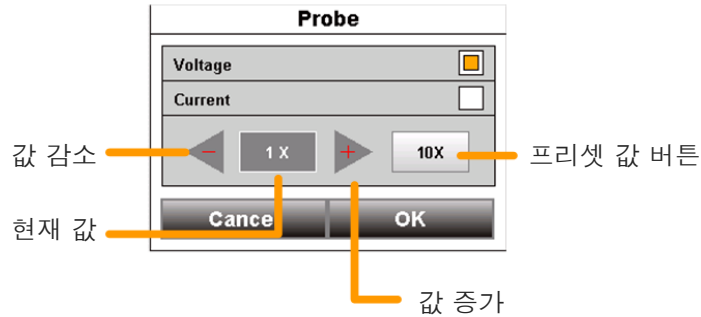 Probe
Voltage
Current
값 감소
1 X
10X
프리셋 값 버튼
현재 값
Cancel
OK
값 증가